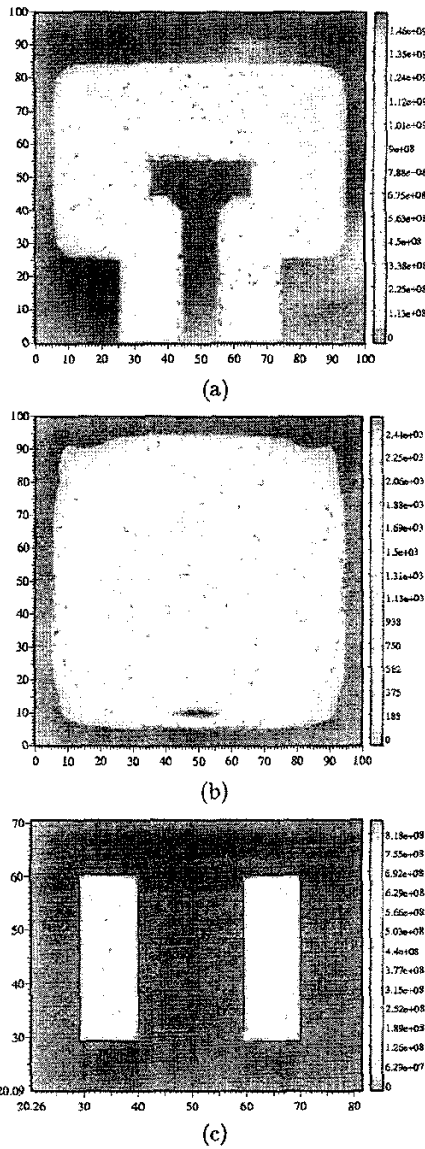 100
90
80
70
60
50
40
30
20
10
0
0 10 20 30 40 50 60 70 80 90 100
1.46e+09
1.35e+09
1.24e+09
1.12e+09
1.01e+09
9e+08
7.88e+08
6.75e+08
5.63e+08
4.5e+08
3.38e+08
2.25e+08
1.13e+08
0
(a)
100
90
80
70
60
50
40
30
20
10
0
0 10 20 30 40 50 60 70 80 90 100
2.44e+03
2.25e+03
2.06e+03
1.88e+03
1.69e+03
1.5e+03
1.31e+03
1.13e+03
938
750
562
375
188
0
(b)
70
60
50
40
30
20.09
20.26 30 40 50 60 70 80
8.18e+08
7.55e+08
6.92e+08
6.29e+08
5.66e+08
5.03e+08
4.4e+08
3.77e+08
3.15e+08
2.52e+08
1.89e+08
1.26e+08
6.29e+07
0
(c)